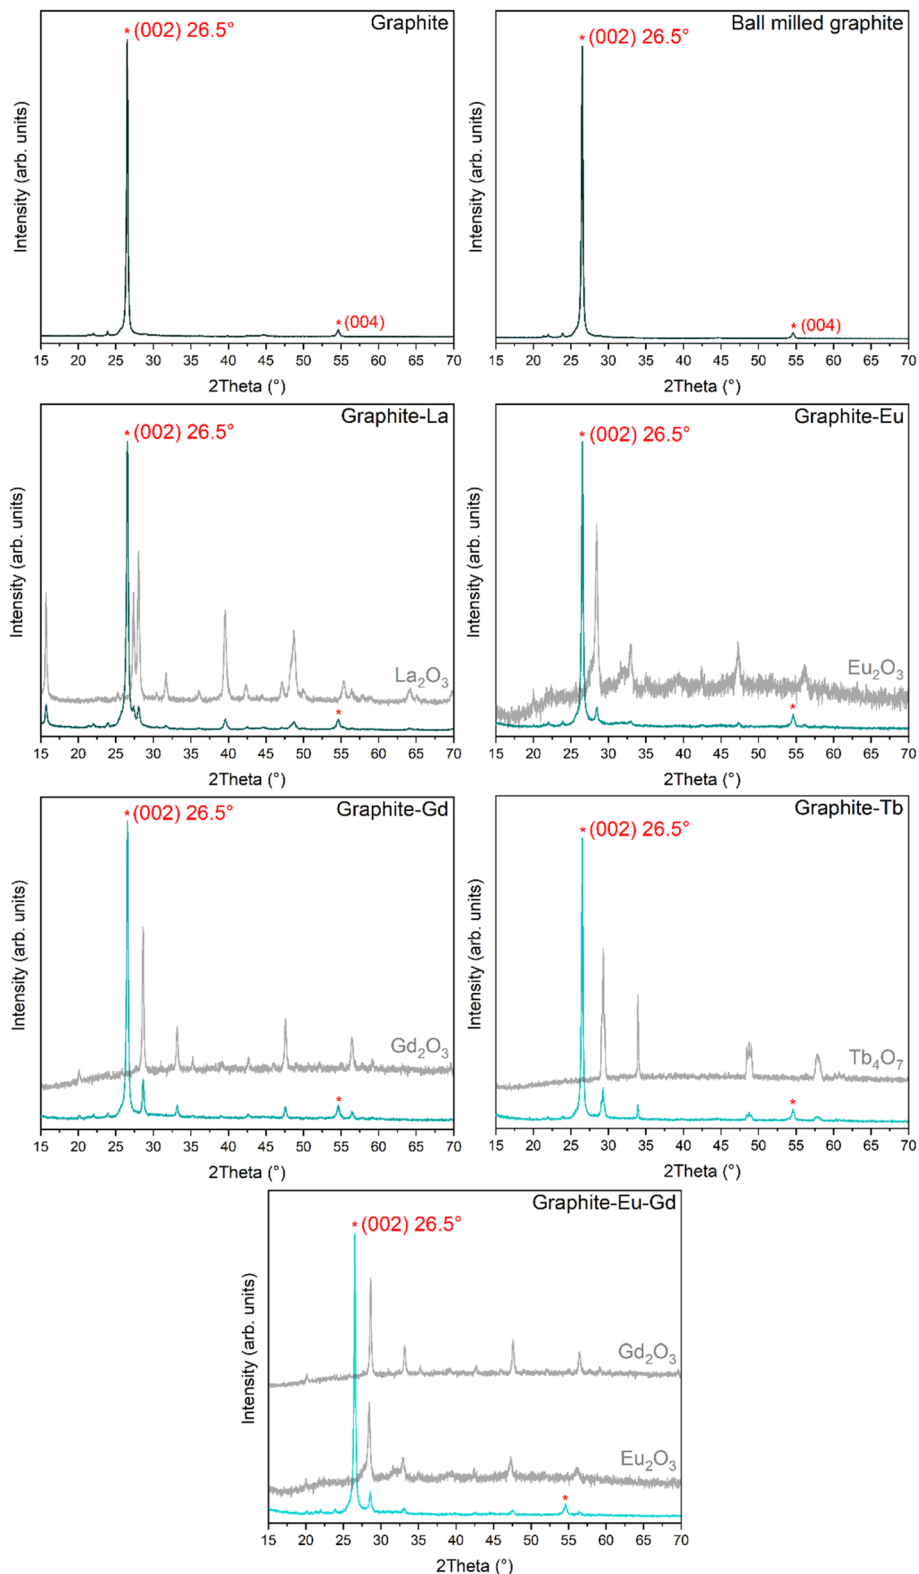 Graphite
* (002) 26.5°
* (004)
Intensity (arb. units)
15 20 25 30 35 40 45 50 55 60 65 70
2Theta (°)
Ball milled graphite
* (002) 26.5°
* (004)
Intensity (arb. units)
15 20 25 30 35 40 45 50 55 60 65 70
2Theta (°)
Graphite-La
* (002) 26.5°
La₂O₃
*
Intensity (arb. units)
15 20 25 30 35 40 45 50 55 60 65 70
2Theta (°)
Graphite-Eu
* (002) 26.5°
Eu₂O₃
*
Intensity (arb. units)
15 20 25 30 35 40 45 50 55 60 65 70
2Theta (°)
Graphite-Gd
* (002) 26.5°
Gd₂O₃
*
Intensity (arb. units)
15 20 25 30 35 40 45 50 55 60 65 70
2Theta (°)
Graphite-Tb
* (002) 26.5°
Tb₄O₇
*
Intensity (arb. units)
15 20 25 30 35 40 45 50 55 60 65 70
2Theta (°)
Graphite-Eu-Gd
* (002) 26.5°
Gd₂O₃
Eu₂O₃
*
Intensity (arb. units)
15 20 25 30 35 40 45 50 55 60 65 70
2Theta (°)